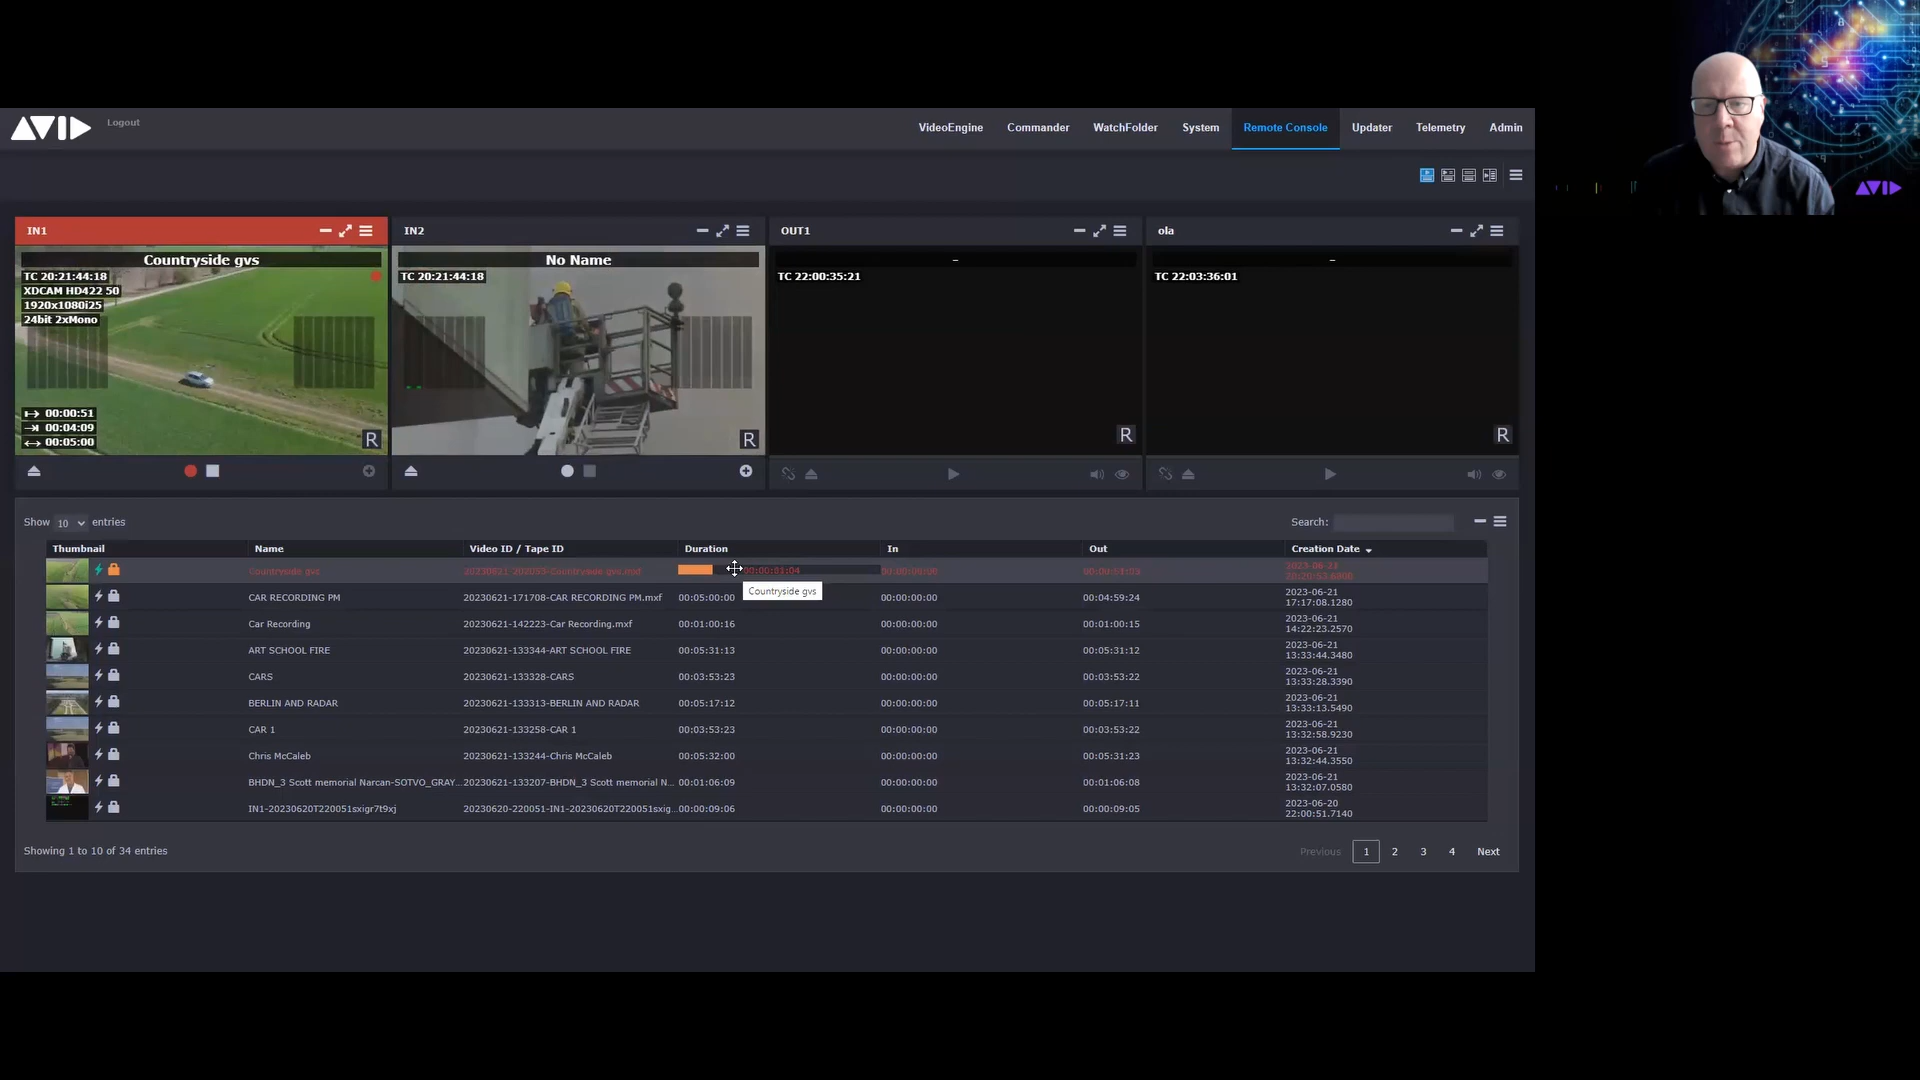 AVID Logout VideoEngine Commander WatchFolder System Remote Console Updater Telemetry Admin
AVID
IN1 IN2 OUT1 ola
Countryside gvs No Name – –
TC 20:21:44:18 TC 20:21:44:18 TC 22:00:35:21 TC 22:03:36:01
XDCAM HD422 50
1920x1080i25
24bit 2xMono
00:00:51
00:04:09
00:05:00
R R R R
Show 10 entries Search:
Thumbnail Name Video ID / Tape ID Duration In Out Creation Date
Countryside gvs 20230621-202053-Countryside gvs.mxf 00:00:00:00 2023-06-21
Countryside gvs
CAR RECORDING PM 20230621-171708-CAR RECORDING PM.mxf 00:05:00:00 00:00:00:00 00:04:59:24 2023-06-21
17:17:08.1280
Car Recording 20230621-142223-Car Recording.mxf 00:01:00:16 00:00:00:00 00:01:00:15 2023-06-21
14:22:23.2570
ART SCHOOL FIRE 20230621-133344-ART SCHOOL FIRE 00:05:31:13 00:00:00:00 00:05:31:12 2023-06-21
13:33:44.3480
CARS 20230621-133328-CARS 00:03:53:23 00:00:00:00 00:03:53:22 2023-06-21
13:33:28.3390
BERLIN AND RADAR 20230621-133313-BERLIN AND RADAR 00:05:17:12 00:00:00:00 00:05:17:11 2023-06-21
13:33:13.5490
CAR 1 20230621-133258-CAR 1 00:03:53:23 00:00:00:00 00:03:53:22 2023-06-21
13:32:58.9230
Chris McCaleb 20230621-133244-Chris McCaleb 00:05:32:00 00:00:00:00 00:05:31:23 2023-06-21
13:32:44.3550
BHDN_3 Scott memorial Narcan-SOTVO_GRAY... 20230621-133207-BHDN_3 Scott memorial N... 00:01:06:09 00:00:00:00 00:01:06:08 2023-06-21
13:32:07.0580
IN1-20230620T220051sxigr7t9xj 20230620-220051-IN1-20230620T220051sxig... 00:00:09:06 00:00:00:00 00:00:09:05 2023-06-20
22:00:51.7140
Showing 1 to 10 of 34 entries Previous 1 2 3 4 Next